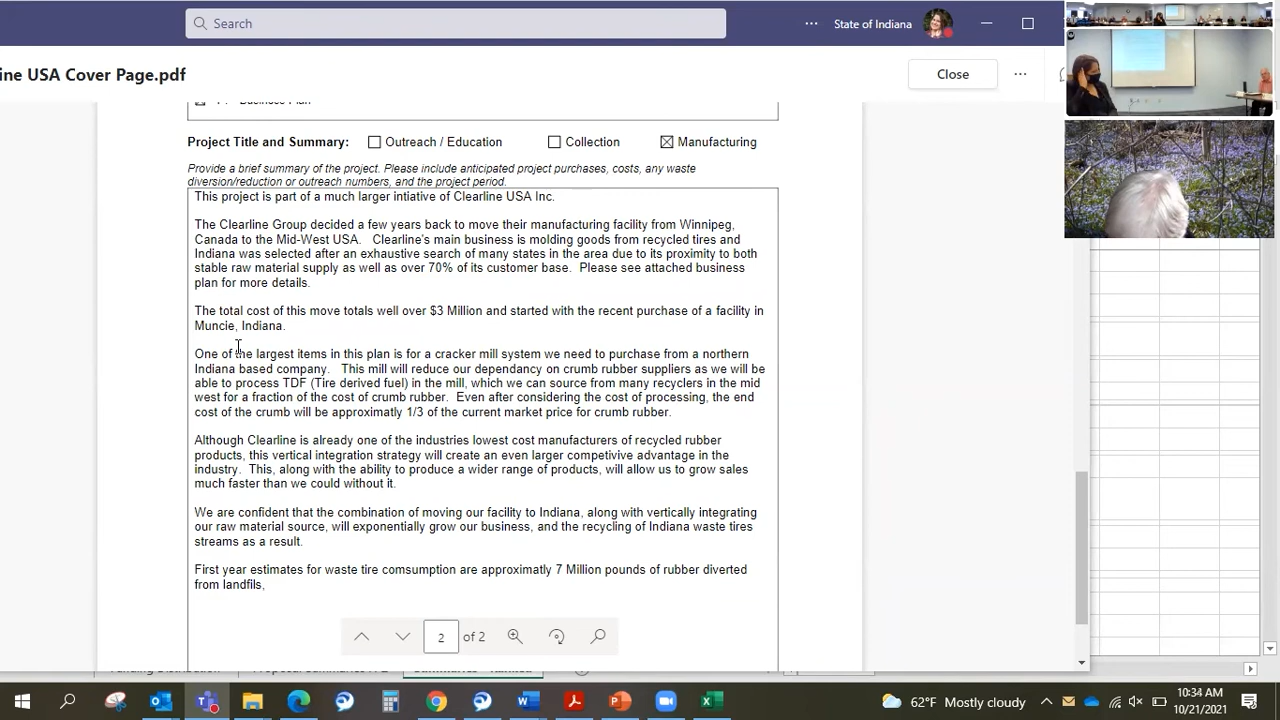 Search
State of Indiana
ine USA Cover Page.pdf
Close
Project Title and Summary:
Outreach / Education
Collection
Manufacturing
Provide a brief summary of the project. Please include anticipated project purchases, costs, any waste
diversion/reduction or outreach numbers, and the project period.
This project is part of a much larger intiative of Clearline USA Inc.
The Clearline Group decided a few years back to move their manufacturing facility from Winnipeg,
Canada to the Mid-West USA. Clearline's main business is molding goods from recycled tires and
Indiana was selected after an exhaustive search of many states in the area due to its proximity to both
stable raw material supply as well as over 70% of its customer base. Please see attached business
plan for more details.
The total cost of this move totals well over $3 Million and started with the recent purchase of a facility in
Muncie, Indiana.
One of the largest items in this plan is for a cracker mill system we need to purchase from a northern
Indiana based company. This mill will reduce our dependancy on crumb rubber suppliers as we will be
able to process TDF (Tire derived fuel) in the mill, which we can source from many recyclers in the mid
west for a fraction of the cost of crumb rubber. Even after considering the cost of processing, the end
cost of the crumb will be approximatly 1/3 of the current market price for crumb rubber.
Although Clearline is already one of the industries lowest cost manufacturers of recycled rubber
products, this vertical integration strategy will create an even larger competivive advantage in the
industry. This, along with the ability to produce a wider range of products, will allow us to grow sales
much faster than we could without it.
We are confident that the combination of moving our facility to Indiana, along with vertically integrating
our raw material source, will exponentially grow our business, and the recycling of Indiana waste tires
streams as a result.
First year estimates for waste tire comsumption are approximatly 7 Million pounds of rubber diverted
from landfils,
2 of 2
62°F Mostly cloudy
10:34 AM
10/21/2021